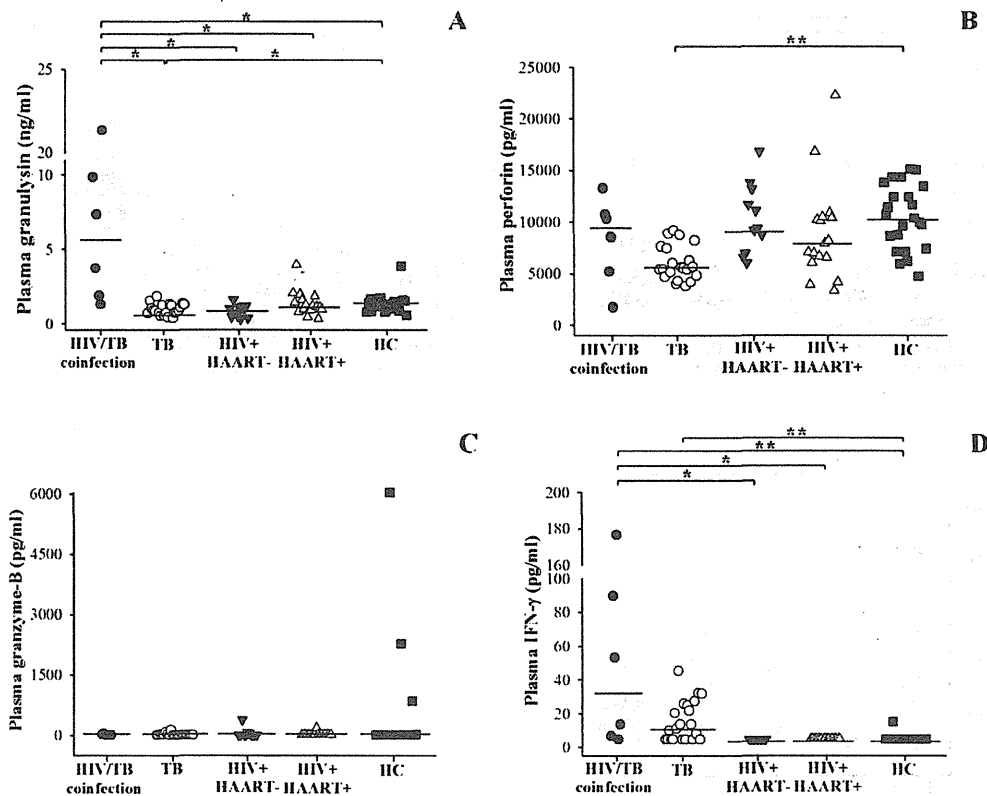 A
*
*
*
*
*
25
20
10
5
0
Plasma granulysin (ng/ml)
HIV/TB
coinfection
TB
HIV+
HAART-
HIV+
HAART+
HC
B
**
25000
20000
15000
10000
5000
0
Plasma perforin (pg/ml)
HIV/TB
coinfection
TB
HIV+
HAART-
HIV+
HAART+
HC
C
6000
4500
3000
1500
0
Plasma granzyme-B (pg/ml)
HIV/TB
coinfection
TB
HIV+
HAART-
HIV+
HAART+
HC
D
**
**
*
*
200
180
160
100
80
60
40
20
10
0
Plasma IFN-γ (pg/ml)
HIV/TB
coinfection
TB
HIV+
HAART-
HIV+
HAART+
HC